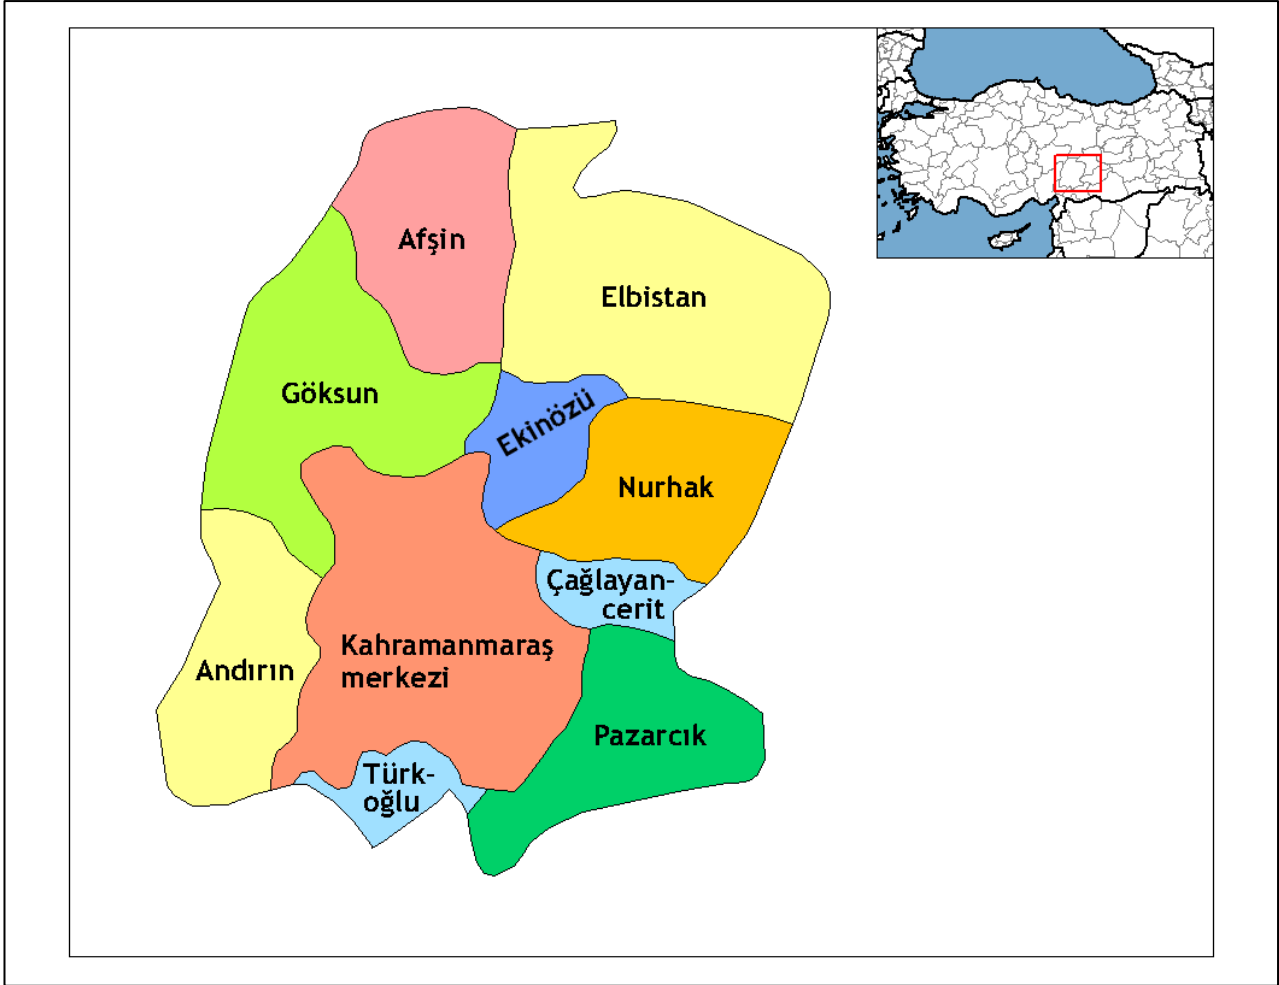 Afşin
Elbistan
Göksun
Ekinözü
Nurhak
Çağlayan-
cerit
Kahramanmaraş
merkezi
Andırın
Pazarcık
Türk-
oğlu